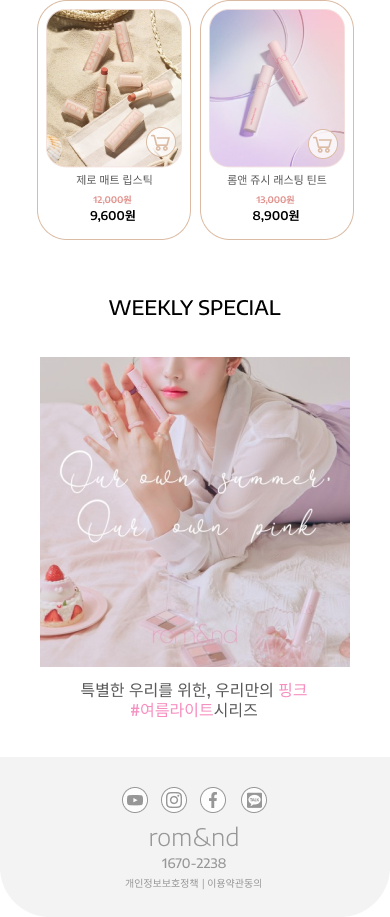 제로 매트 립스틱
12,000원
9,600원
롬앤 쥬시 래스팅 틴트
13,000원
8,900원
WEEKLY SPECIAL
Our own summer.
Our own pink
rom&nd
특별한 우리를 위한, 우리만의 핑크
#여름라이트시리즈
TALK
rom&nd
1670-2238
개인정보보호정책 | 이용약관동의